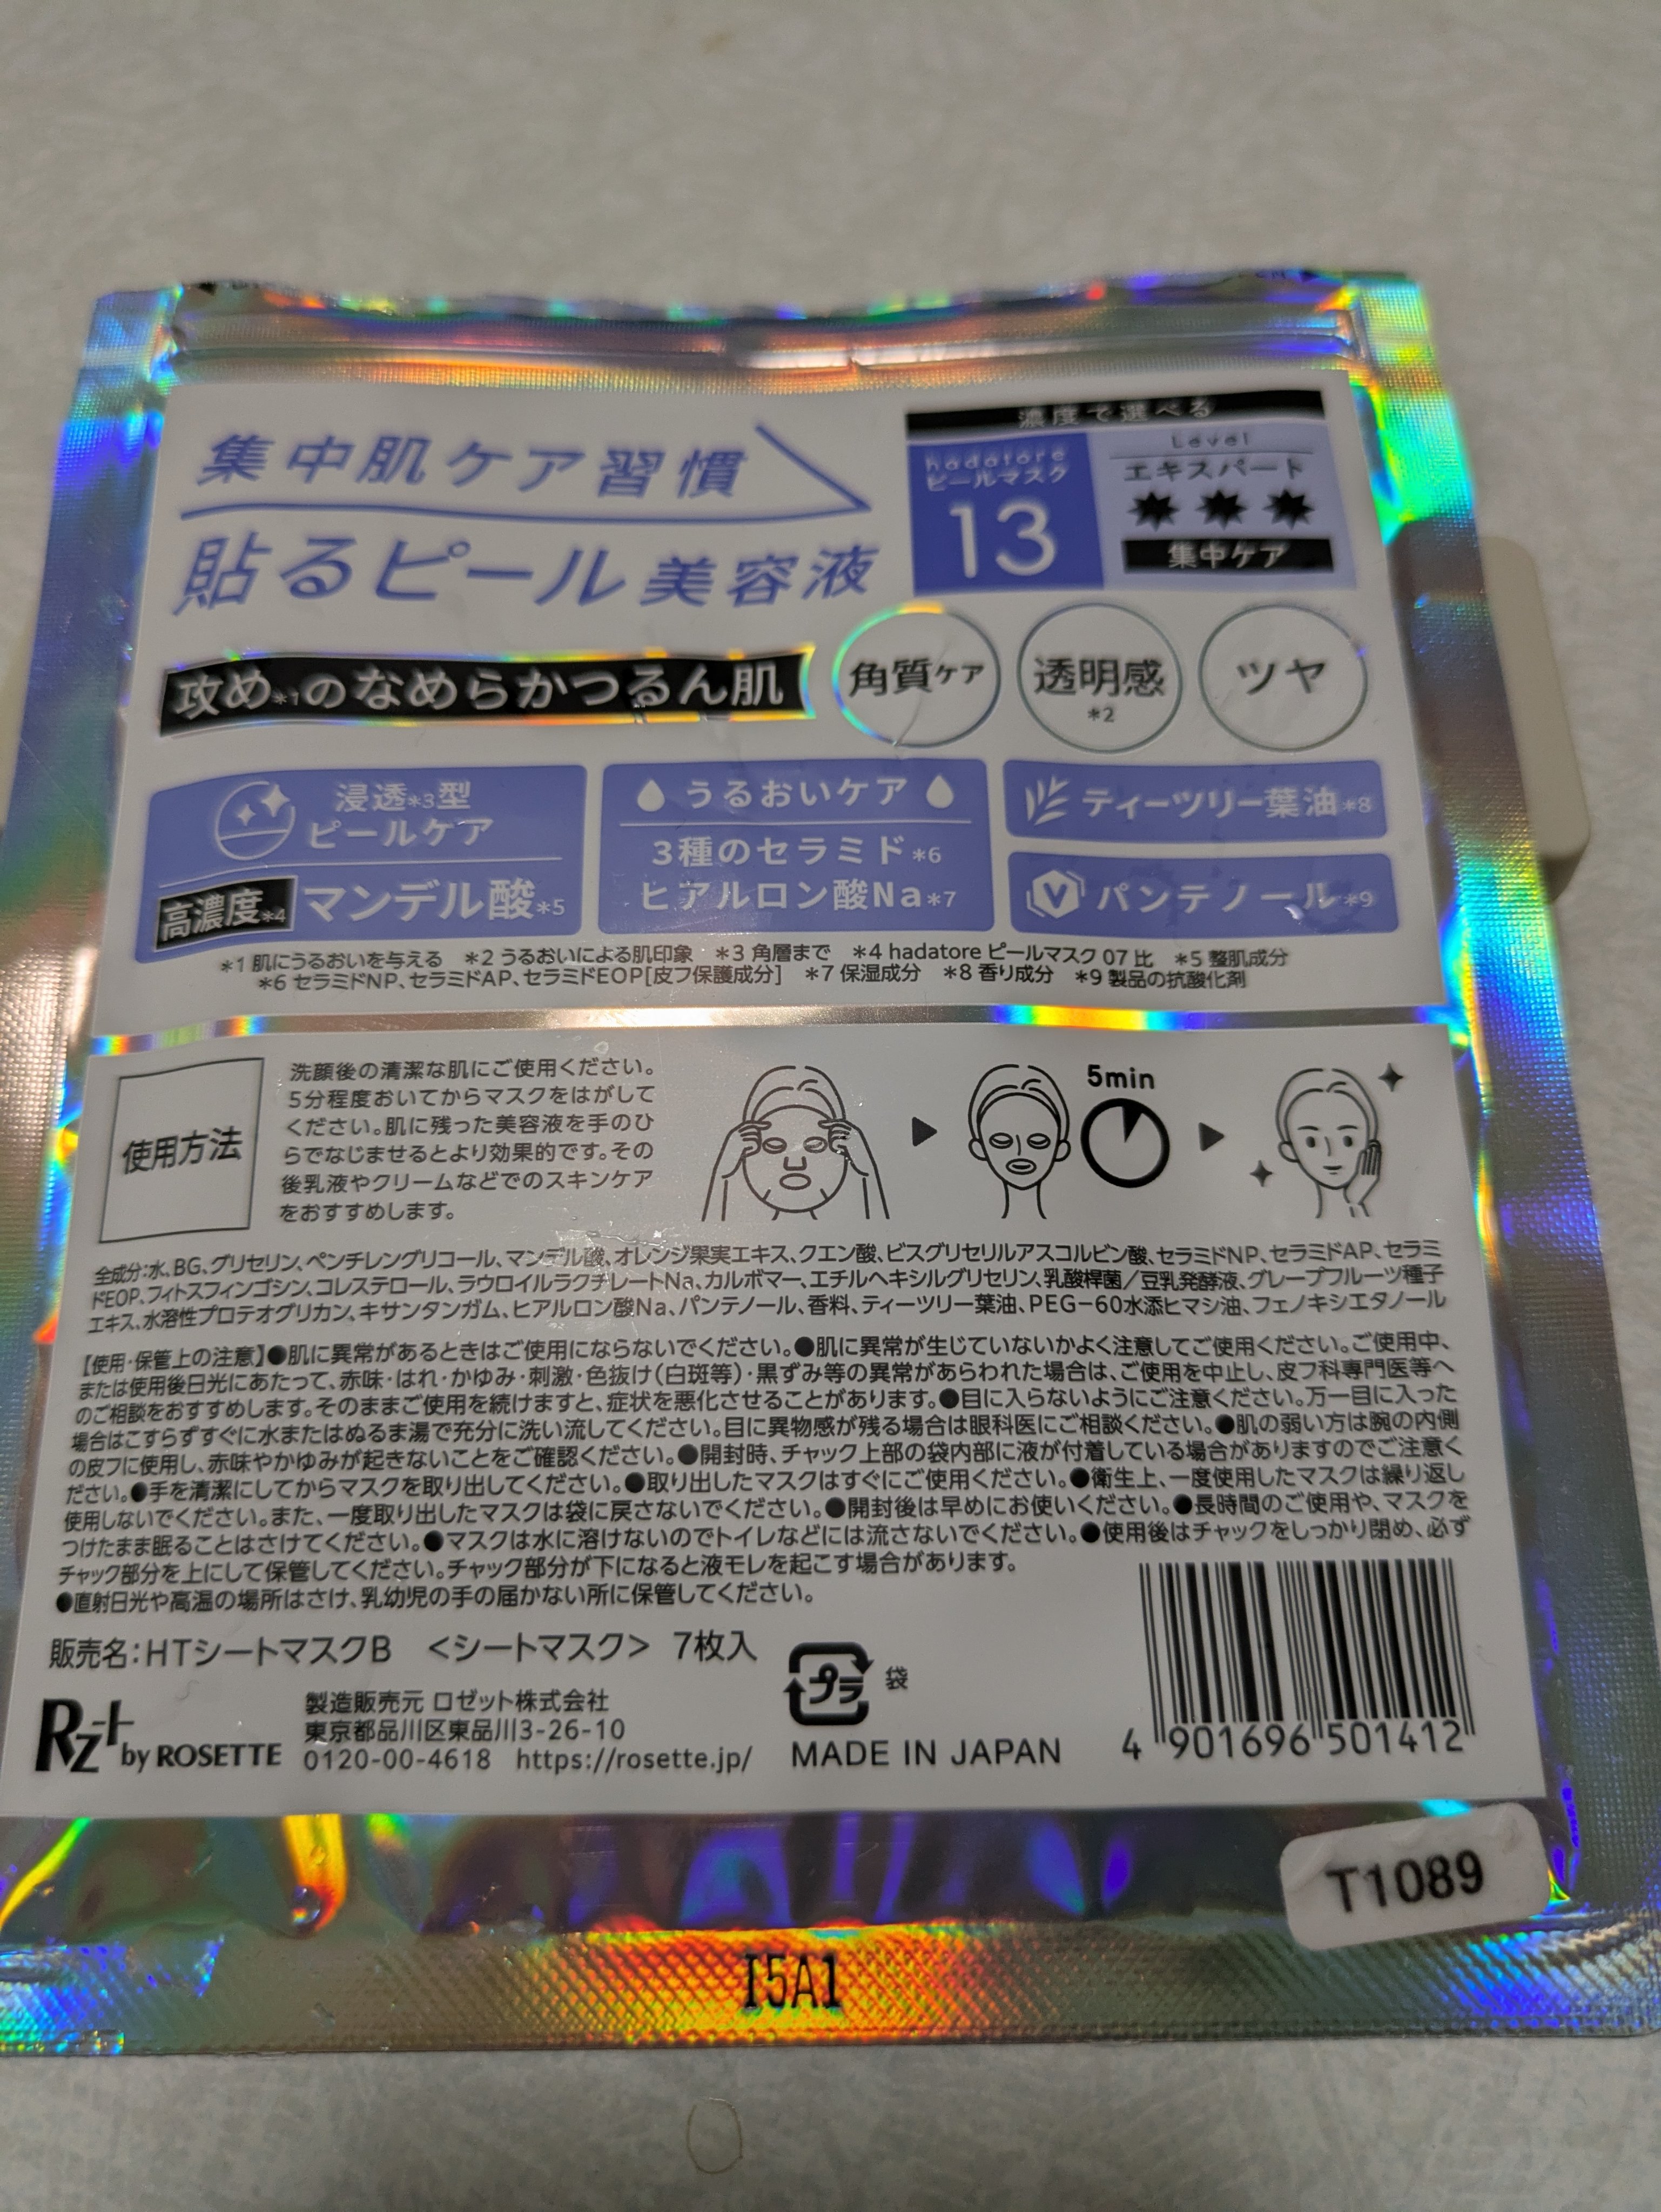 集中肌ケア習慣
貼るピール美容液
濃度で選べる
hadatore
ピールマスク
13
Level
エキスパート
集中ケア
攻め*1のなめらかつるん肌
角質ケア
透明感
*2
ツヤ
浸透*3型
ピールケア
高濃度*4 マンデル酸*5
うるおいケア
3種のセラミド*6
ヒアルロン酸Na*7
ティーツリー葉油*8
パンテノール*9
*1 肌にうるおいを与える *2 うるおいによる肌印象 *3 角層まで *4 hadatore ピールマスク 07 比 *5 整肌成分
*6 セラミドNP、セラミドAP、セラミドEOP[皮フ保護成分] *7 保湿成分 *8 香り成分 *9 製品の抗酸化剤
使用方法
洗顔後の清潔な肌にご使用ください。
5分程度おいてからマスクをはがして
ください。肌に残った美容液を手のひ
らでなじませるとより効果的です。その
後乳液やクリームなどでのスキンケア
をおすすめします。
5min
全成分:水、BG、グリセリン、ペンチレングリコール、マンデル酸、オレンジ果実エキス、クエン酸、ビスグリセリルアスコルビン酸、セラミドNP、セラミドAP、セラミ
ドEOP、フィトスフィンゴシン、コレステロール、ラウロイルラクチレートNa、カルボマー、エチルヘキシルグリセリン、乳酸桿菌/豆乳発酵液、グレープフルーツ種子
エキス、水溶性プロテオグリカン、キサンタンガム、ヒアルロン酸Na、パンテノール、香料、ティーツリー葉油、PEG-60水添ヒマシ油、フェノキシエタノール
【使用・保管上の注意】●肌に異常があるときはご使用にならないでください。●肌に異常が生じていないかよく注意してご使用ください。ご使用中、
または使用後日光にあたって、赤味・はれ・かゆみ・刺激・色抜け(白斑等)・黒ずみ等の異常があらわれた場合は、ご使用を中止し、皮フ科専門医等へ
のご相談をおすすめします。そのままご使用を続けますと、症状を悪化させることがあります。●目に入らないようにご注意ください。万一目に入った
場合はこすらずすぐに水またはぬるま湯で充分に洗い流してください。目に異物感が残る場合は眼科医にご相談ください。●肌の弱い方は腕の内側
の皮フに使用し、赤味やかゆみが起きないことをご確認ください。●開封時、チャック上部の袋内部に液が付着している場合がありますのでご注意く
ださい。●手を清潔にしてからマスクを取り出してください。●取り出したマスクはすぐにご使用ください。●衛生上、一度使用したマスクは繰り返し
使用しないでください。また、一度取り出したマスクは袋に戻さないでください。●開封後は早めにお使いください。●長時間のご使用や、マスクを
つけたまま眠ることはさけてください。●マスクは水に溶けないのでトイレなどには流さないでください。●使用後はチャックをしっかり閉め、必ず
チャック部分を上にして保管してください。チャック部分が下になると液モレを起こす場合があります。
●直射日光や高温の場所はさけ、乳幼児の手の届かない所に保管してください。
販売名:HTシートマスクB <シートマスク> 7枚入
プラ 袋
Rz+ by ROSETTE
製造販売元 ロゼット株式会社
東京都品川区東品川3-26-10
0120-00-4618 https://rosette.jp/
MADE IN JAPAN
4 901696 501412
T1089
I5A1